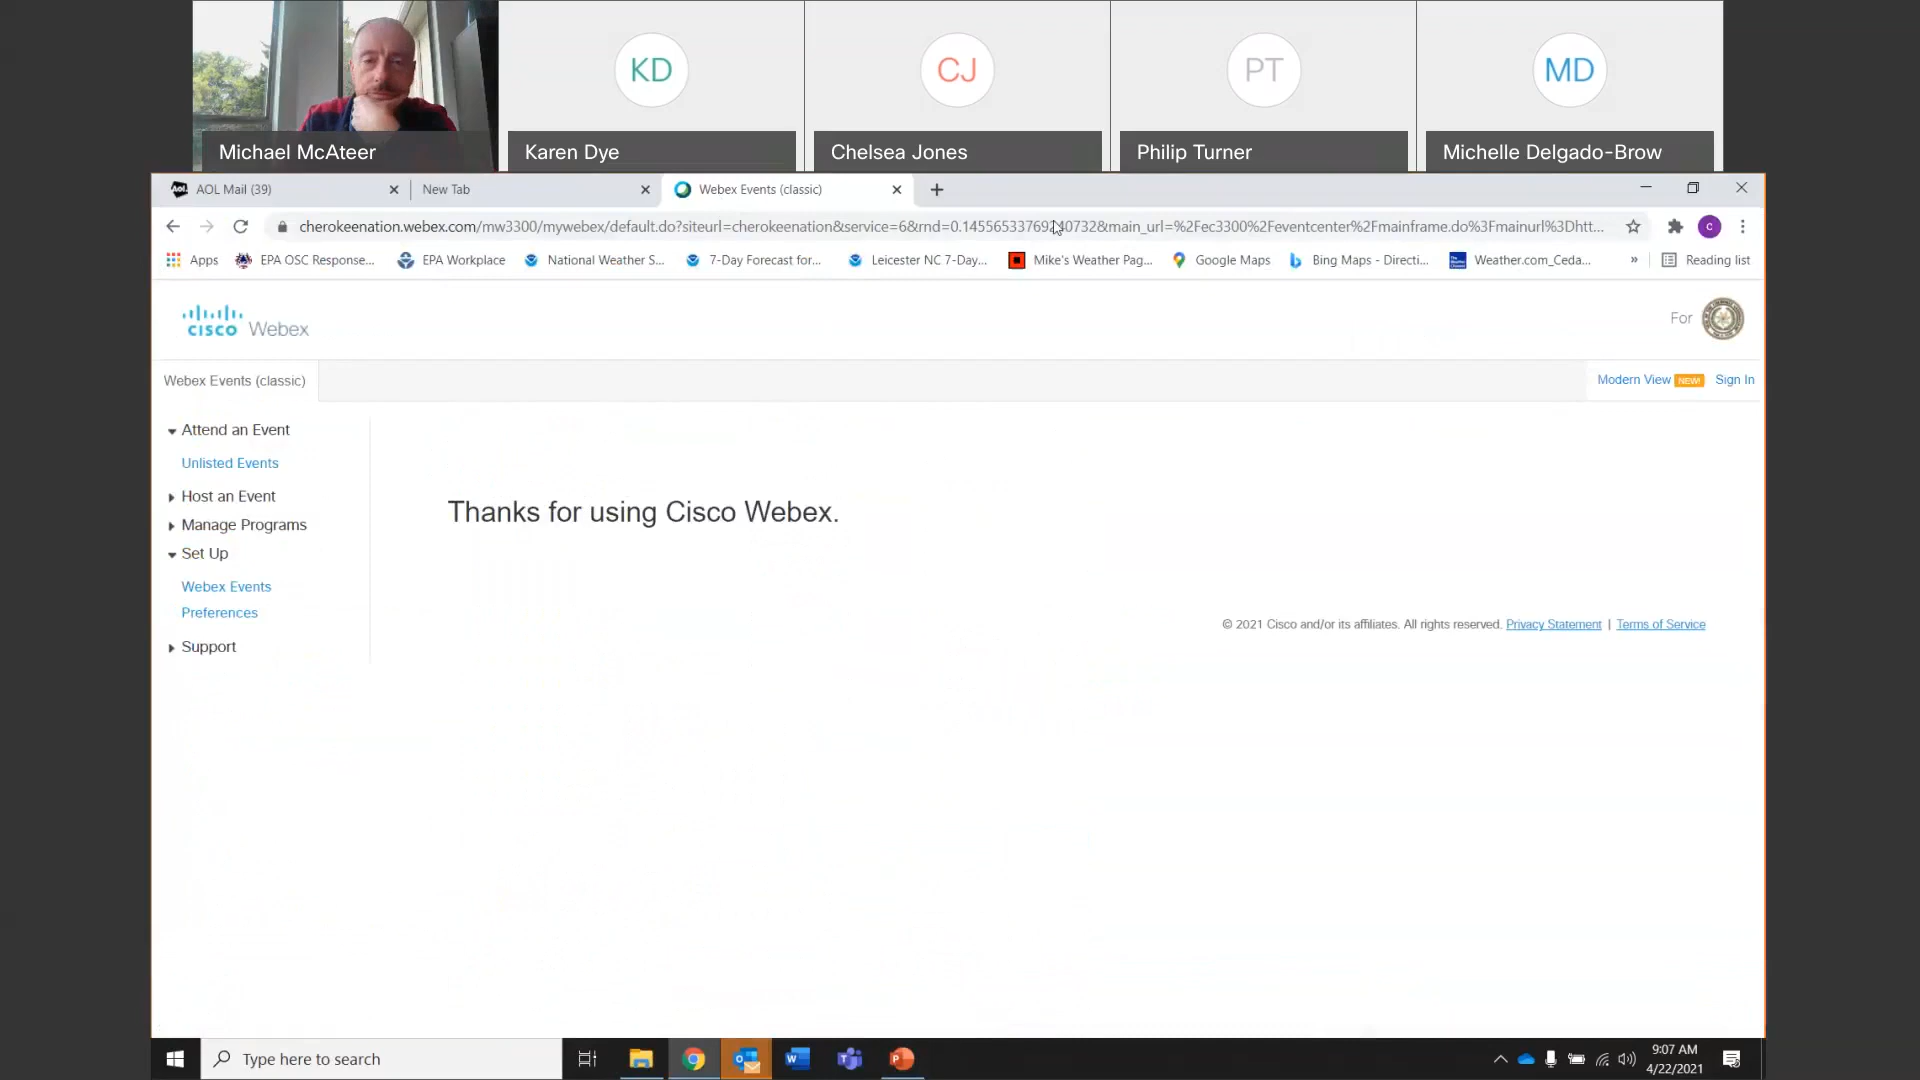 KD
CJ
PT
MD
Michael McAteer
Karen Dye
Chelsea Jones
Philip Turner
Michelle Delgado-Brow
AOL Mail (39)
New Tab
Webex Events (classic)
cherokeenation.webex.com/mw3300/mywebex/default.do?siteurl=cherokeenation&service=6&rnd=0.14556533769240732&main_url=%2Fec3300%2Feventcenter%2Fmainframe.do%3Fmainurl%3Dhtt...
Apps
EPA OSC Response...
EPA Workplace
National Weather S...
7-Day Forecast for...
Leicester NC 7-Day...
Mike's Weather Pag...
Google Maps
Bing Maps - Directi...
Weather.com_Ceda...
»
Reading list
cisco Webex
For
Webex Events (classic)
Modern View NEW!
Sign In
Attend an Event
Unlisted Events
Host an Event
Manage Programs
Set Up
Webex Events
Preferences
Support
Thanks for using Cisco Webex.
© 2021 Cisco and/or its affiliates. All rights reserved. Privacy Statement | Terms of Service
Type here to search
9:07 AM
4/22/2021